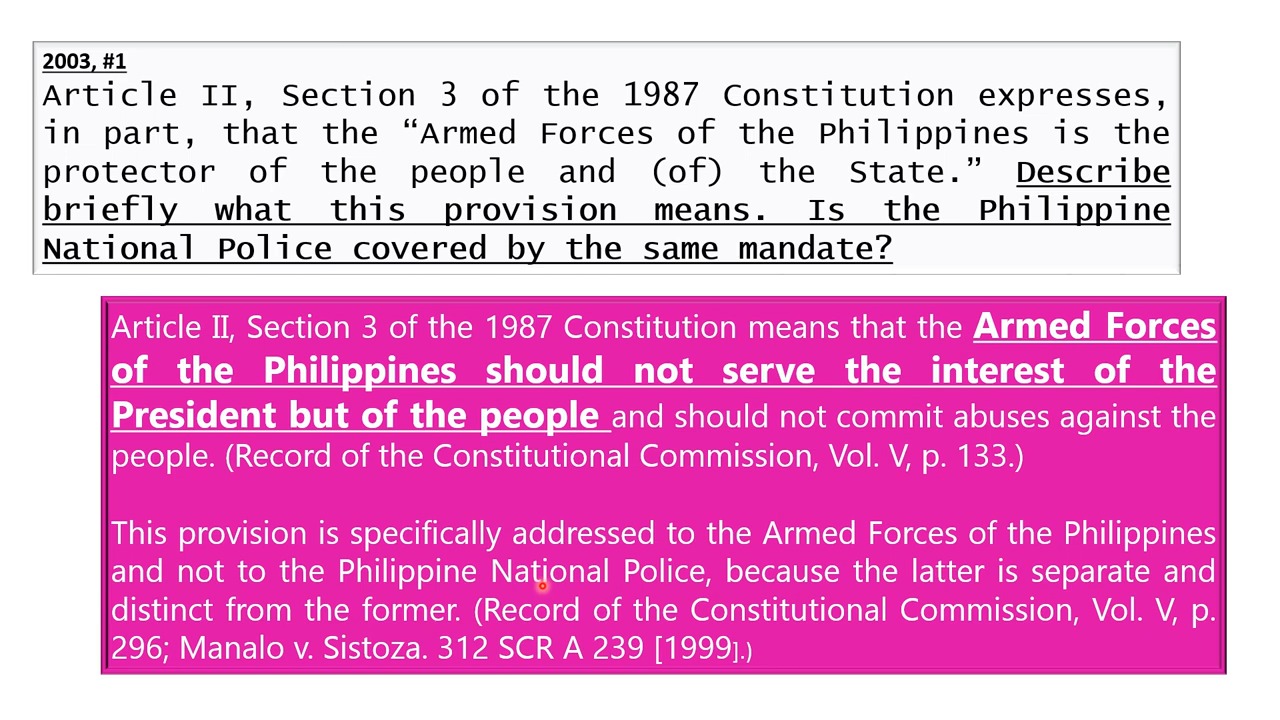 2003, #1
Article II, Section 3 of the 1987 Constitution expresses,
in part, that the “Armed Forces of the Philippines is the
protector of the people and (of) the State.” Describe
briefly what this provision means. Is the Philippine
National Police covered by the same mandate?
Article II, Section 3 of the 1987 Constitution means that the Armed Forces
of the Philippines should not serve the interest of the
President but of the people and should not commit abuses against the
people. (Record of the Constitutional Commission, Vol. V, p. 133.)
This provision is specifically addressed to the Armed Forces of the Philippines
and not to the Philippine National Police, because the latter is separate and
distinct from the former. (Record of the Constitutional Commission, Vol. V, p.
296; Manalo v. Sistoza. 312 SCR A 239 [1999].)